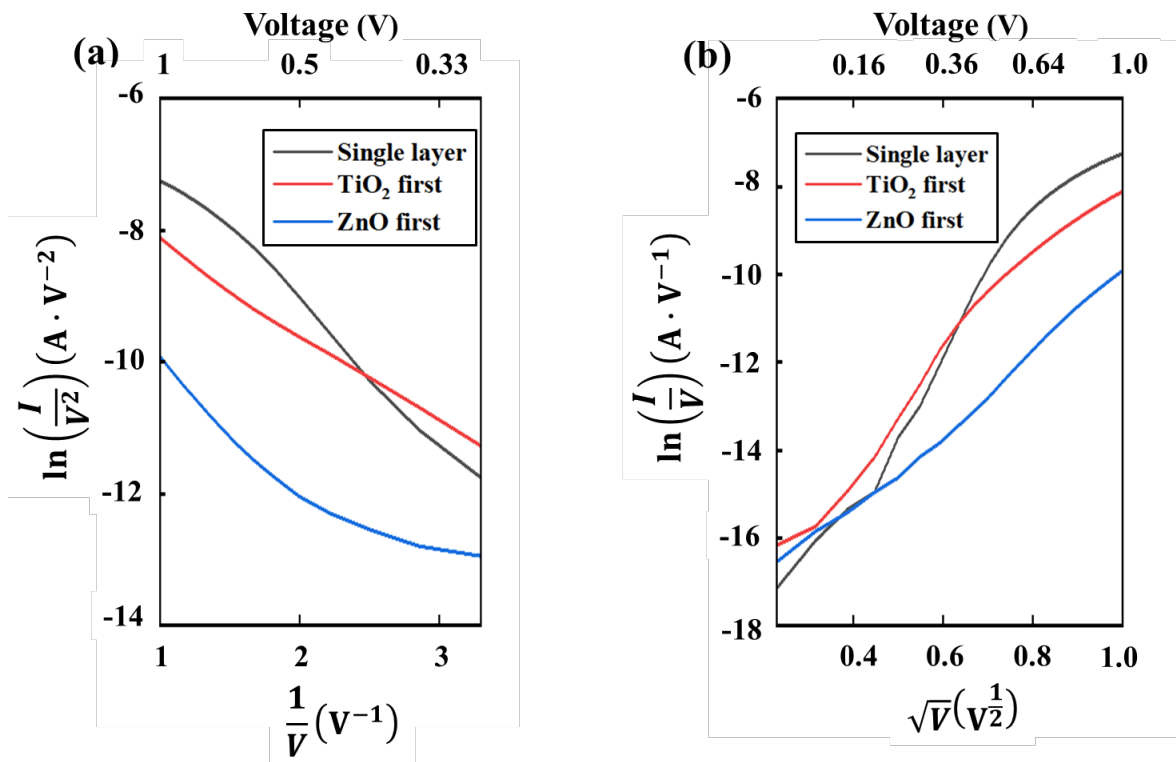 (a)
Voltage (V)
1 0.5 0.33
-6
-8
-10
-12
-14
Single layer
TiO₂ first
ZnO first
ln(I/V²)(A · V⁻²)
1 2 3
1/V (V⁻¹)
(b)
Voltage (V)
0.16 0.36 0.64 1.0
-6
-8
-10
-12
-14
-16
-18
Single layer
TiO₂ first
ZnO first
ln(I/V)(A · V⁻¹)
0.4 0.6 0.8 1.0
√V(V^½)